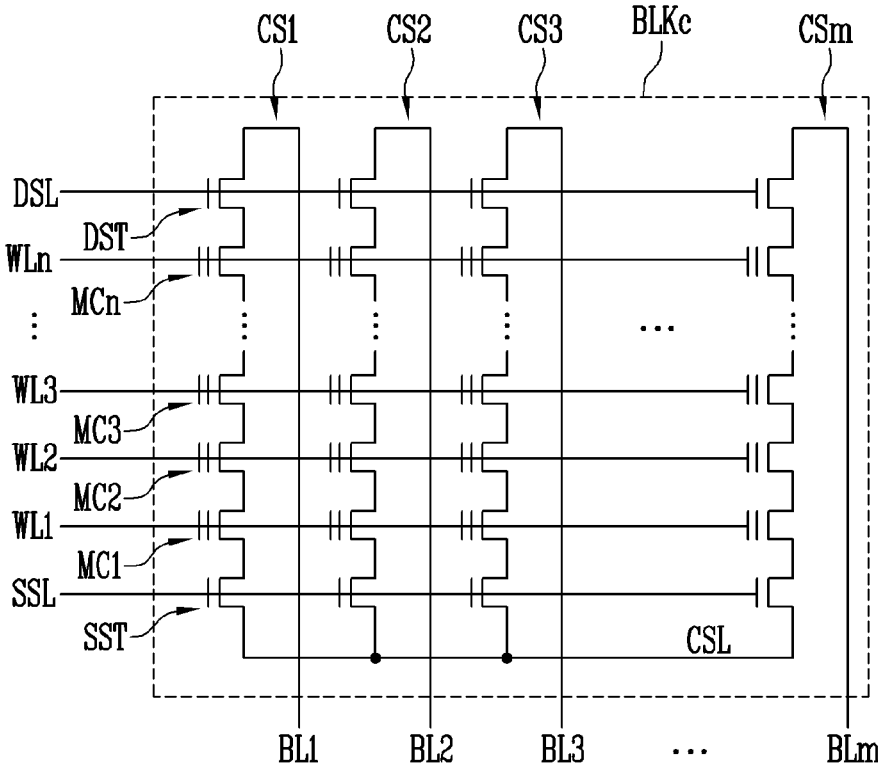 CS1 CS2 CS3 BLKc CSm
DSL
DST
WLn
MCn
WL3
MC3
WL2
MC2
WL1
MC1
SSL
SST
CSL
BL1 BL2 BL3 ... BLm